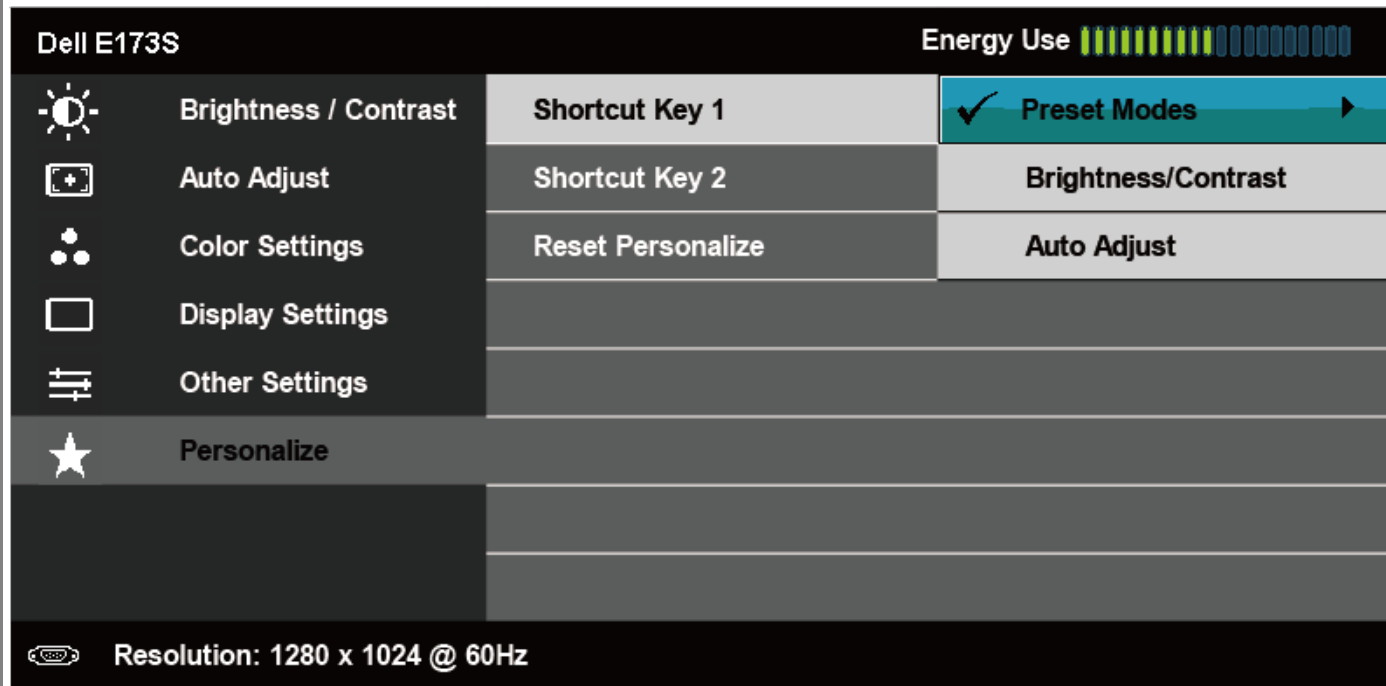 Dell E173S Energy Use
Brightness / Contrast Shortcut Key 1 Preset Modes
Auto Adjust Shortcut Key 2 Brightness/Contrast
Color Settings Reset Personalize Auto Adjust
Display Settings
Other Settings
Personalize
Resolution: 1280 x 1024 @ 60Hz